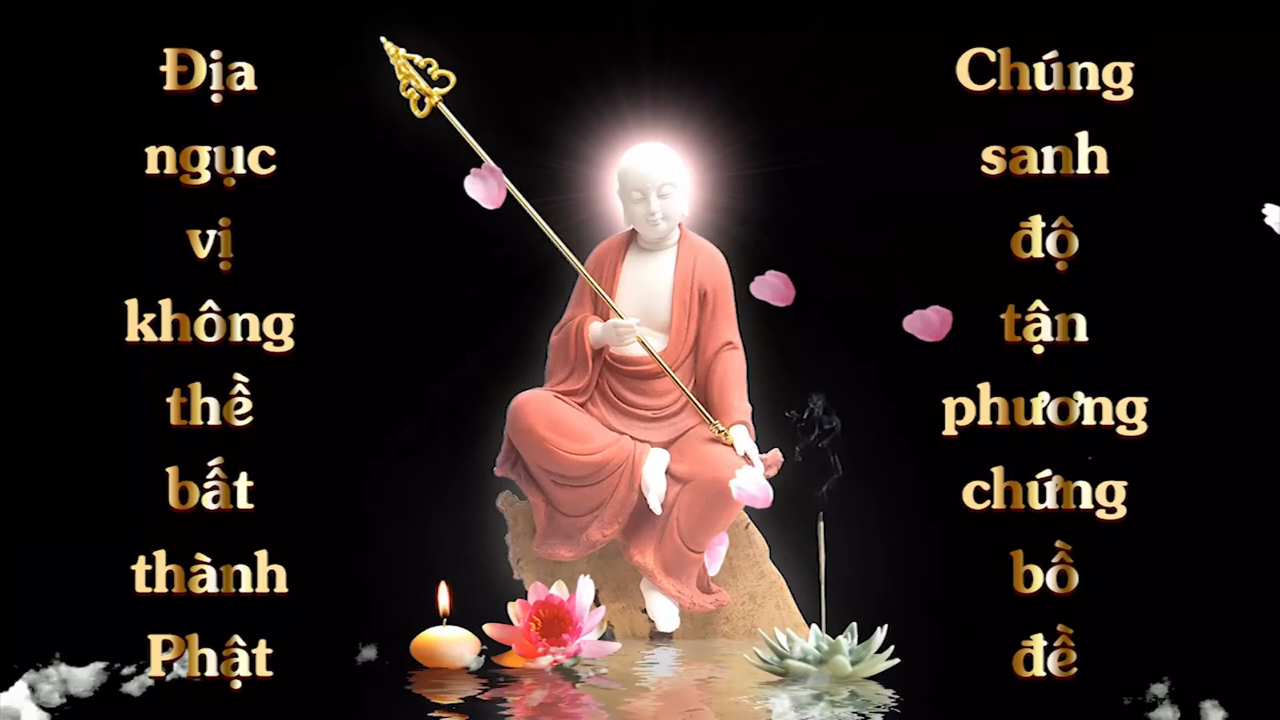 Địa
ngục
vị
không
thề
bất
thành
Phật
Chúng
sanh
độ
tận
phương
chứng
bồ
đề